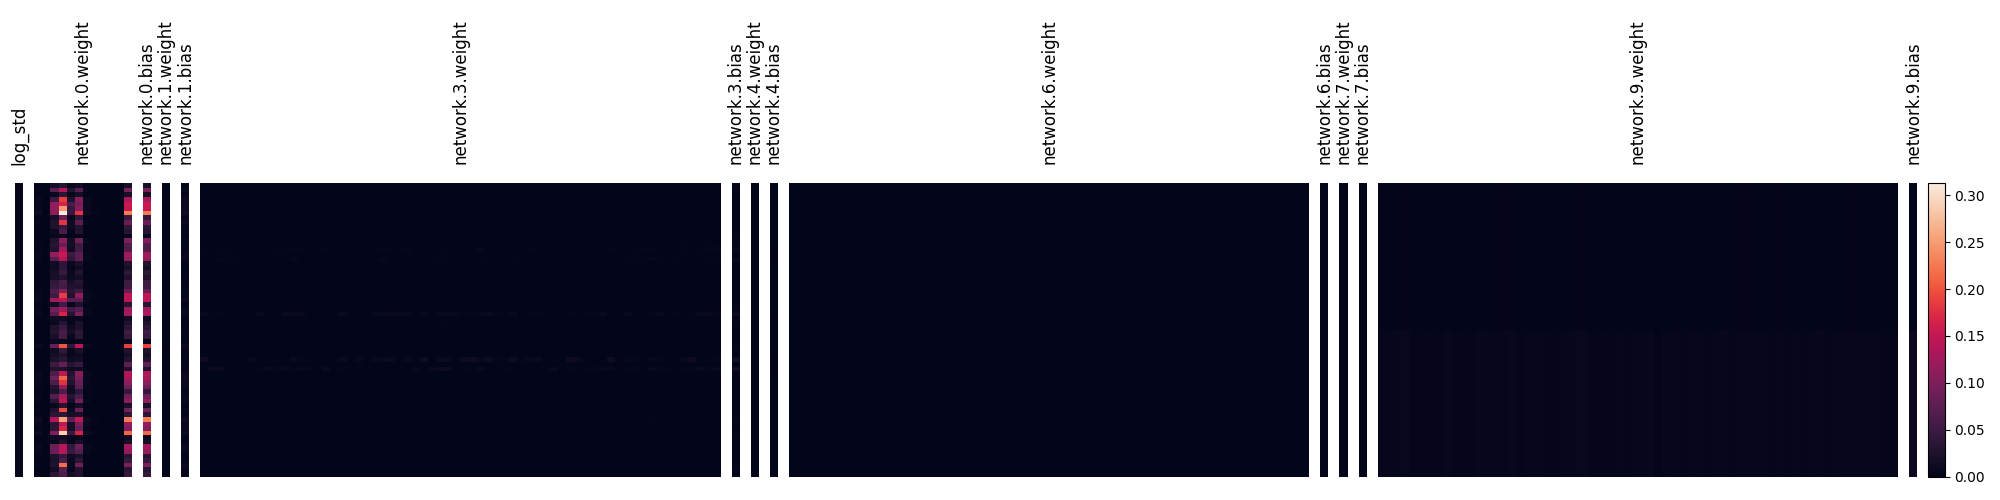 log_std
network.0.weight
network.0.bias
network.1.weight
network.1.bias
network.3.weight
network.3.bias
network.4.weight
network.4.bias
network.6.weight
network.6.bias
network.7.weight
network.7.bias
network.9.weight
network.9.bias
0.30
0.25
0.20
0.15
0.10
0.05
0.00